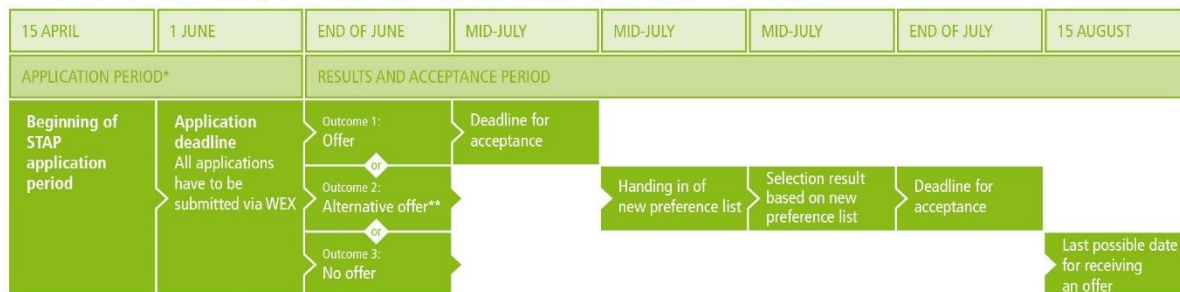 15 APRIL
1 JUNE
END OF JUNE
MID-JULY
MID-JULY
MID-JULY
END OF JULY
15 AUGUST
APPLICATION PERIOD*
RESULTS AND ACCEPTANCE PERIOD
Beginning of
STAP
application
period
Application
deadline
All applications
have to be
submitted via WEX
Outcome 1:
Offer
Deadline for
acceptance
or
Outcome 2:
Alternative offer**
Handing in of
new preference list
Selection result
based on new
preference list
Deadline for
acceptance
or
Outcome 3:
No offer
Last possible date
for receiving
an offer